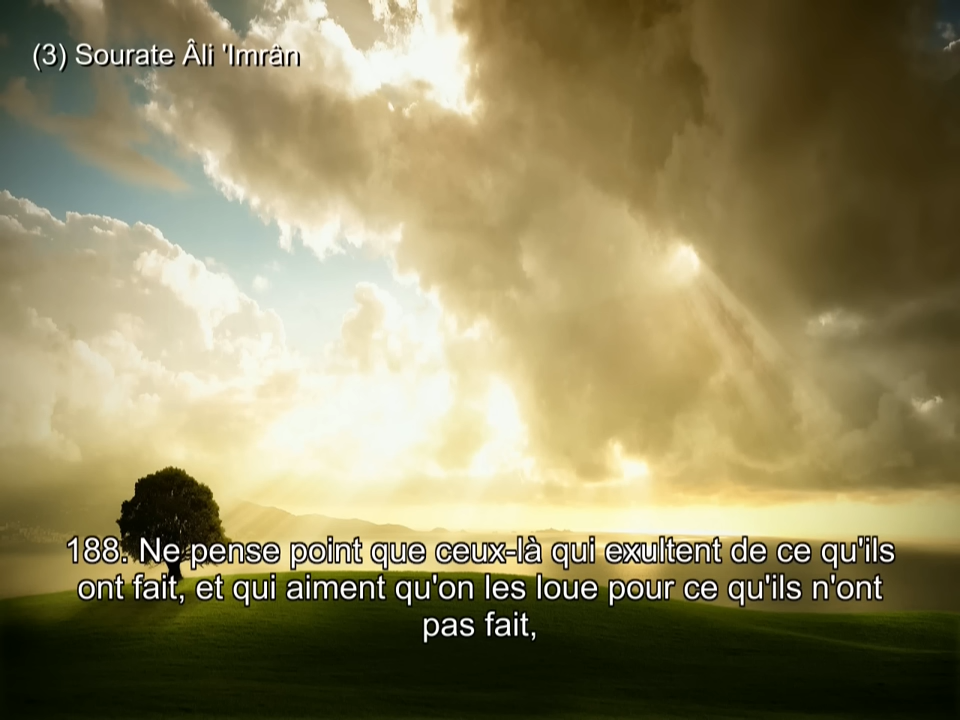 (3) Sourate Âli 'Imrân
188. Ne pense point que ceux-là qui exultent de ce qu'ils
ont fait, et qui aiment qu'on les loue pour ce qu'ils n'ont
pas fait,